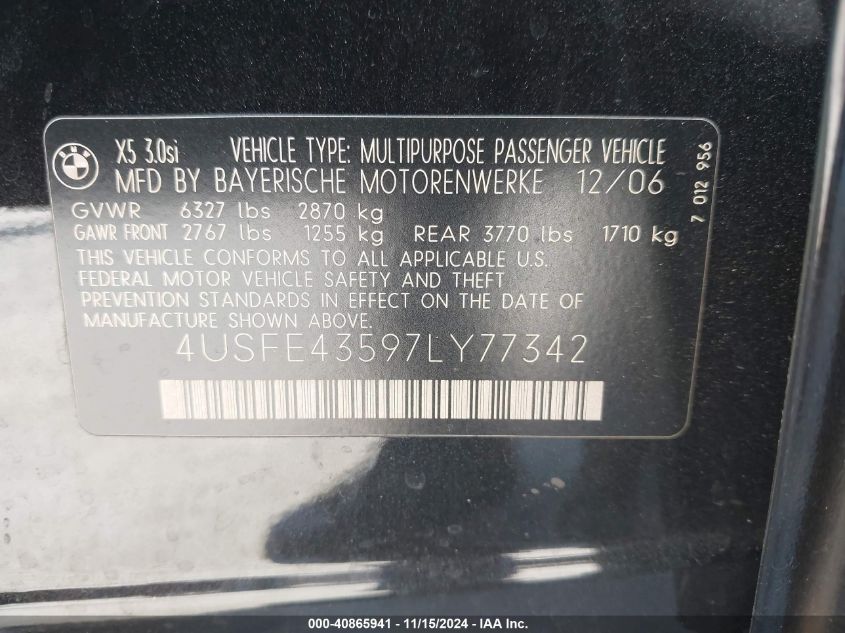 BMW
X5 3.0si VEHICLE TYPE: MULTIPURPOSE PASSENGER VEHICLE
MFD BY BAYERISCHE MOTORENWERKE 12/06
GVWR 6327 lbs 2870 kg
GAWR FRONT 2767 lbs 1255 kg REAR 3770 lbs 1710 kg
THIS VEHICLE CONFORMS TO ALL APPLICABLE U.S.
FEDERAL MOTOR VEHICLE SAFETY AND THEFT
PREVENTION STANDARDS IN EFFECT ON THE DATE OF
MANUFACTURE SHOWN ABOVE.
4USFE43597LY77342
7 012 956
000-40865941 - 11/15/2024 - IAA Inc.